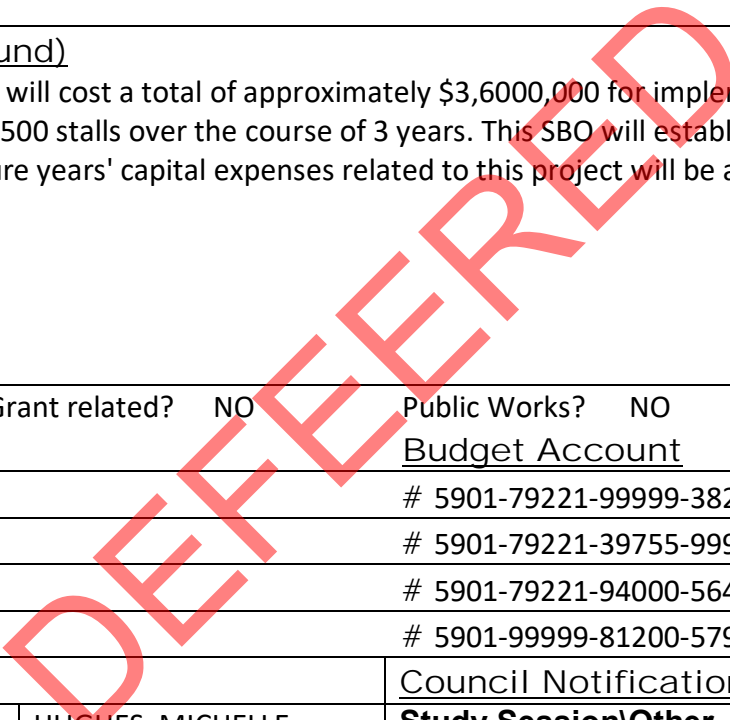 und)
will cost a total of approximately $3,6000,000 for imple
500 stalls over the course of 3 years. This SBO will establ
re years' capital expenses related to this project will be a
Grant related? NO Public Works? NO
Budget Account
# 5901-79221-99999-382
# 5901-79221-39755-999
# 5901-79221-94000-564
# 5901-99999-81200-579
Council Notification
HUGHES, MICHELLE Study Session\Other
DEFEERED